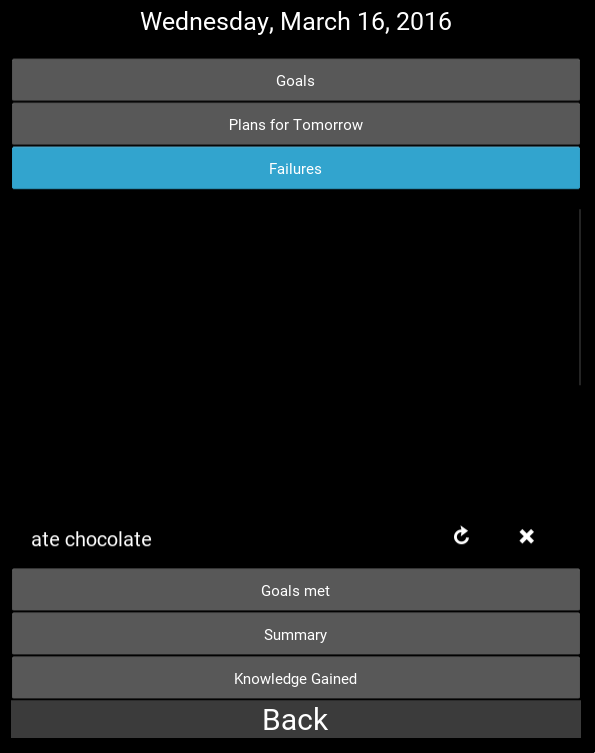 Wednesday, March 16, 2016
Goals
Plans for Tomorrow
Failures
ate chocolate
Goals met
Summary
Knowledge Gained
Back